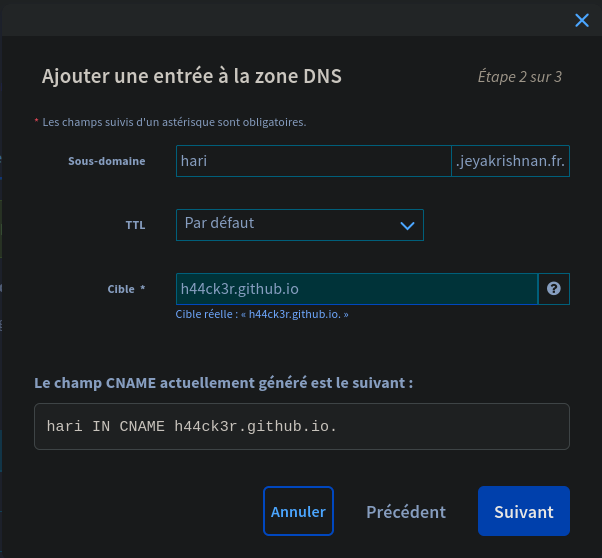 Ajouter une entrée à la zone DNS
Étape 2 sur 3
* Les champs suivis d'un astérisque sont obligatoires.
Sous-domaine
hari
.jeyakrishnan.fr.
TTL
Par défaut
Cible *
h44ck3r.github.io
?
Cible réelle : « h44ck3r.github.io. »
Le champ CNAME actuellement généré est le suivant :
hari IN CNAME h44ck3r.github.io.
Annuler
Précédent
Suivant